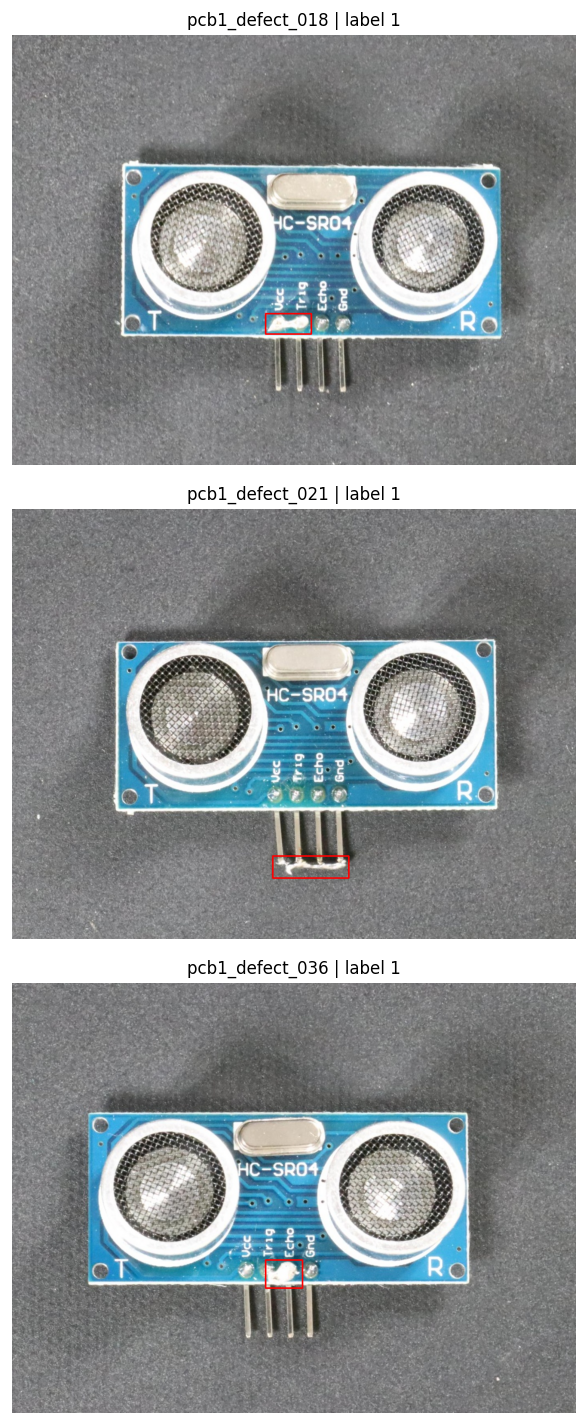 pcb1_defect_018 | label 1
HC-SR04
Vcc
Trig
Echo
Gnd
T
R
pcb1_defect_021 | label 1
HC-SR04
Vcc
Trig
Echo
Gnd
T
R
pcb1_defect_036 | label 1
HC-SR04
Vcc
Trig
Echo
Gnd
T
R